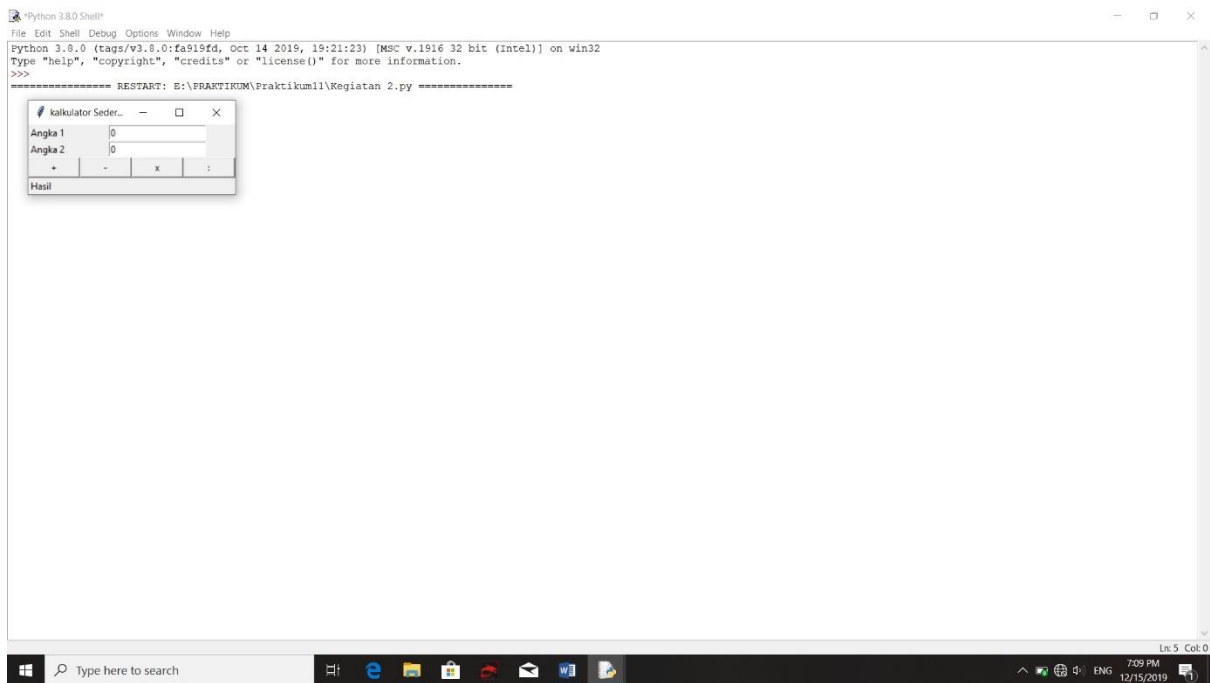 *Python 3.8.0 Shell*
File Edit Shell Debug Options Window Help
Python 3.8.0 (tags/v3.8.0:fa919fd, Oct 14 2019, 19:21:23) [MSC v.1916 32 bit (Intel)] on win32
Type "help", "copyright", "credits" or "license()" for more information.
>>>
================ RESTART: E:\PRAKTIKUM\Praktikum11\Kegiatan 2.py ===============
kalkulator Seder...
Angka 1 0
Angka 2 0
+ - x :
Hasil
Ln: 5 Col: 0
Type here to search
ENG
7:09 PM
12/15/2019
1